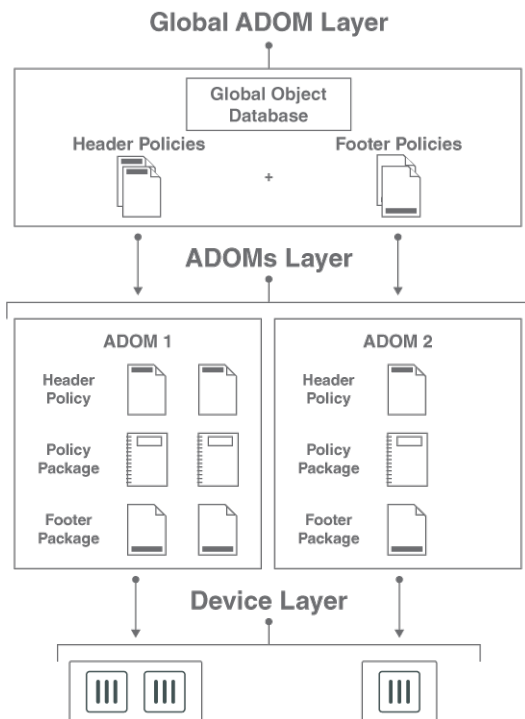 Global ADOM Layer
Global Object
Database
Header Policies
Footer Policies
+
ADOMs Layer
ADOM 1
Header
Policy
Policy
Package
Footer
Package
ADOM 2
Header
Policy
Policy
Package
Footer
Package
Device Layer